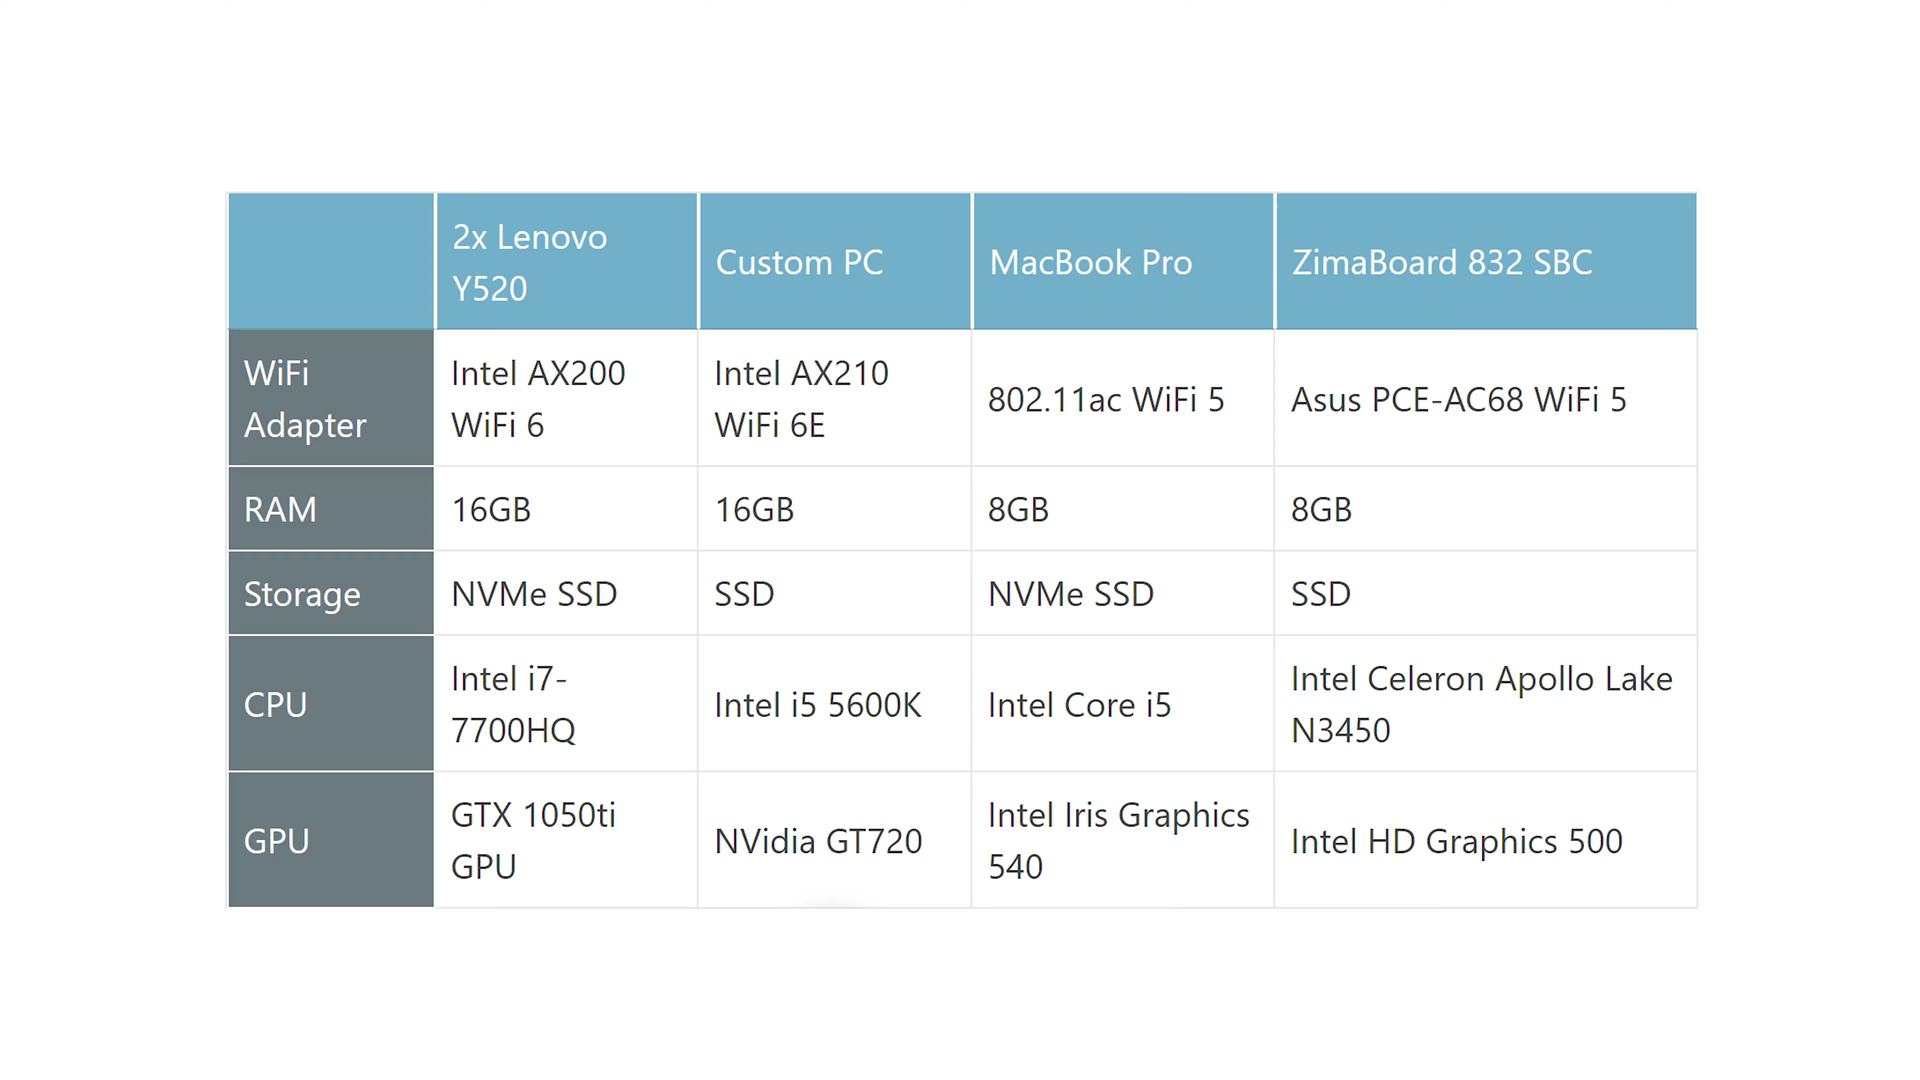 2x Lenovo
Y520
Custom PC
MacBook Pro
ZimaBoard 832 SBC
WiFi
Adapter
Intel AX200
WiFi 6
Intel AX210
WiFi 6E
802.11ac WiFi 5
Asus PCE-AC68 WiFi 5
RAM
16GB
16GB
8GB
8GB
Storage
NVMe SSD
SSD
NVMe SSD
SSD
CPU
Intel i7-
7700HQ
Intel i5 5600K
Intel Core i5
Intel Celeron Apollo Lake
N3450
GPU
GTX 1050ti
GPU
NVidia GT720
Intel Iris Graphics
540
Intel HD Graphics 500